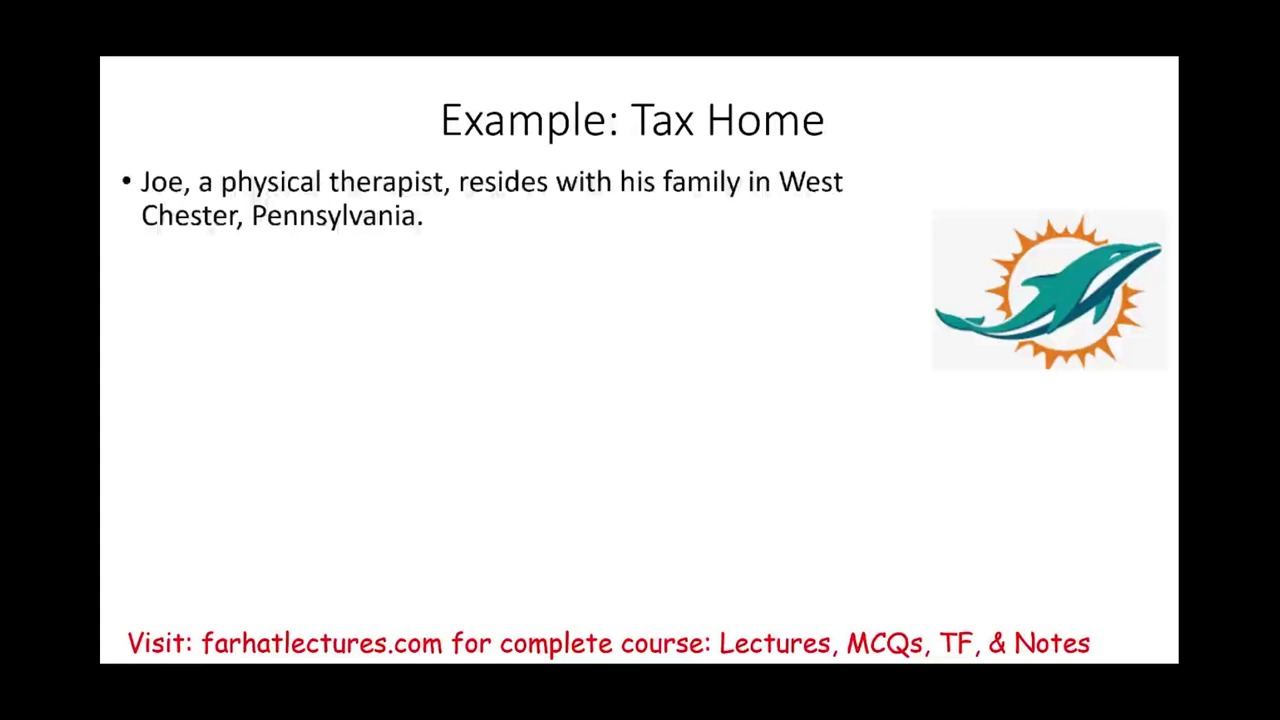 Example: Tax Home
• Joe, a physical therapist, resides with his family in West
Chester, Pennsylvania.
Visit: farhatlectures.com for complete course: Lectures, MCQs, TF, & Notes